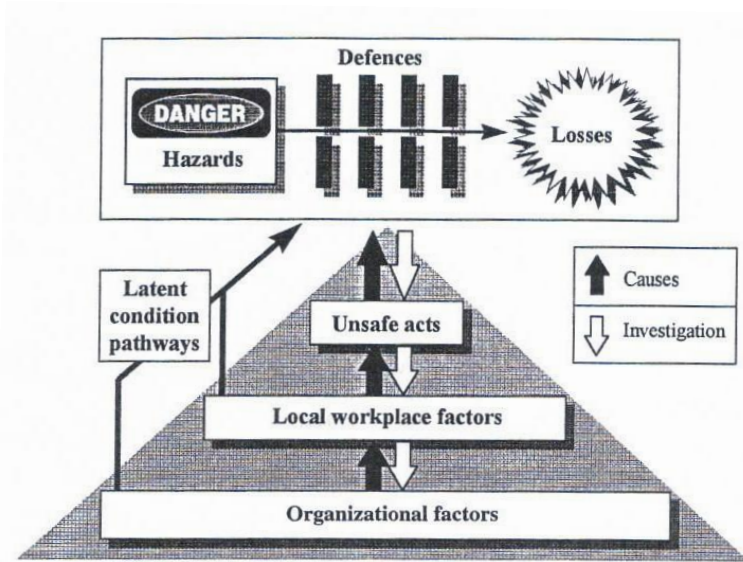 Defences
DANGER
Hazards
Losses
Latent
condition
pathways
Causes
Investigation
Unsafe acts
Local workplace factors
Organizational factors